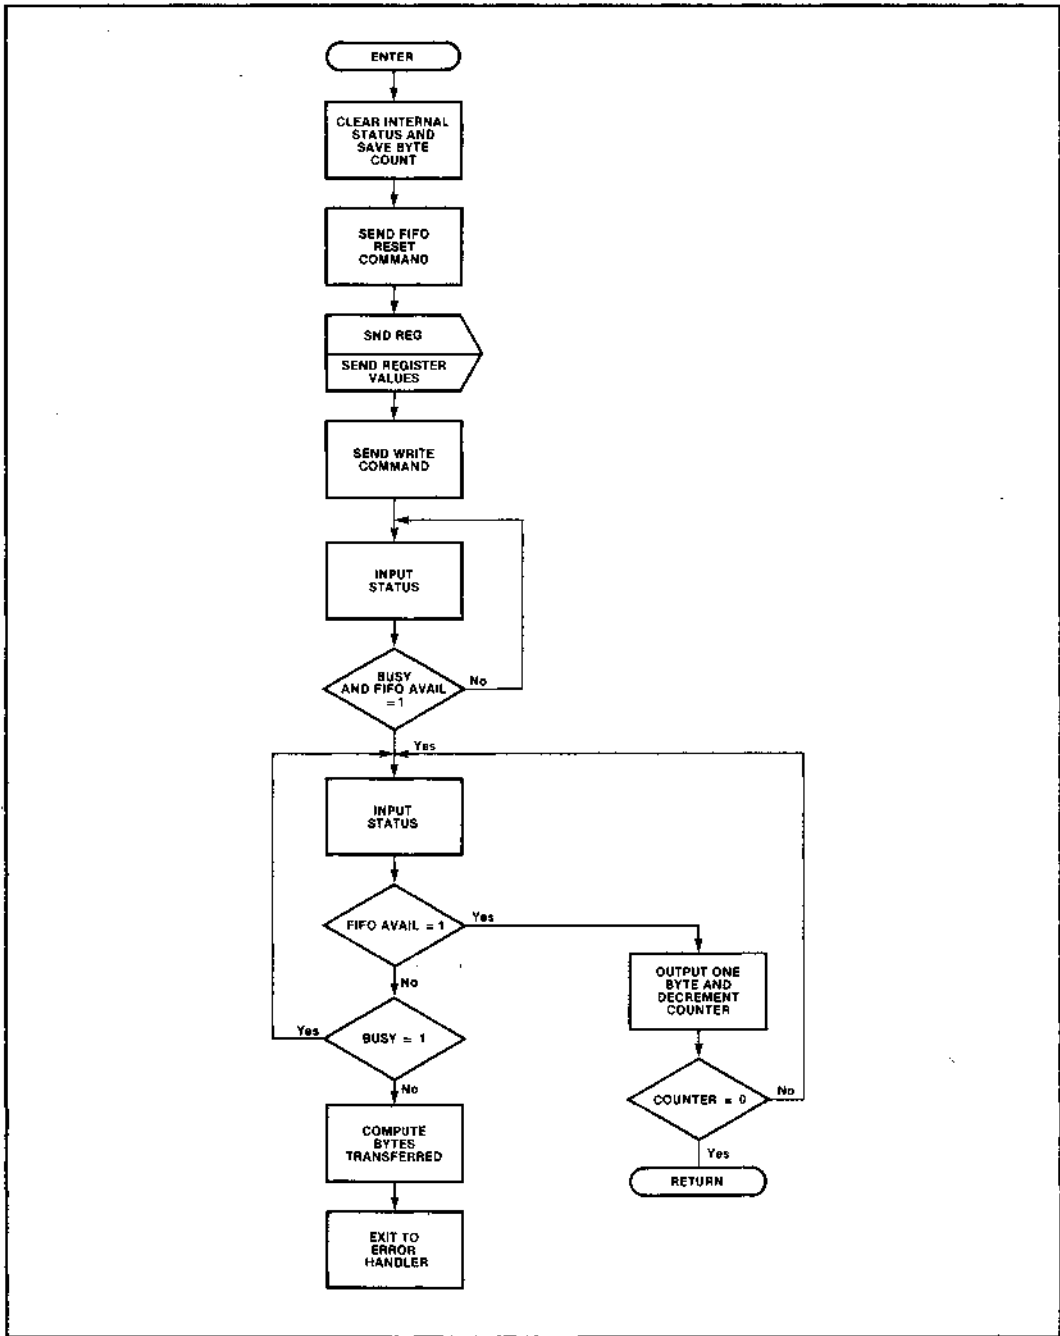 ENTER
CLEAR INTERNAL
STATUS AND
SAVE BYTE
COUNT
SEND FIFO
RESET
COMMAND
SND REG
SEND REGISTER
VALUES
SEND WRITE
COMMAND
INPUT
STATUS
BUSY
AND FIFO AVAIL
= 1
No
Yes
INPUT
STATUS
FIFO AVAIL = 1
Yes
No
OUTPUT ONE
BYTE AND
DECREMENT
COUNTER
BUSY = 1
Yes
No
COUNTER = 0
No
Yes
RETURN
COMPUTE
BYTES
TRANSFERRED
EXIT TO
ERROR
HANDLER